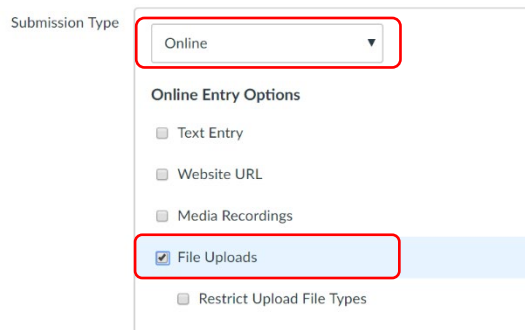 Submission Type
Online
Online Entry Options
Text Entry
Website URL
Media Recordings
File Uploads
Restrict Upload File Types